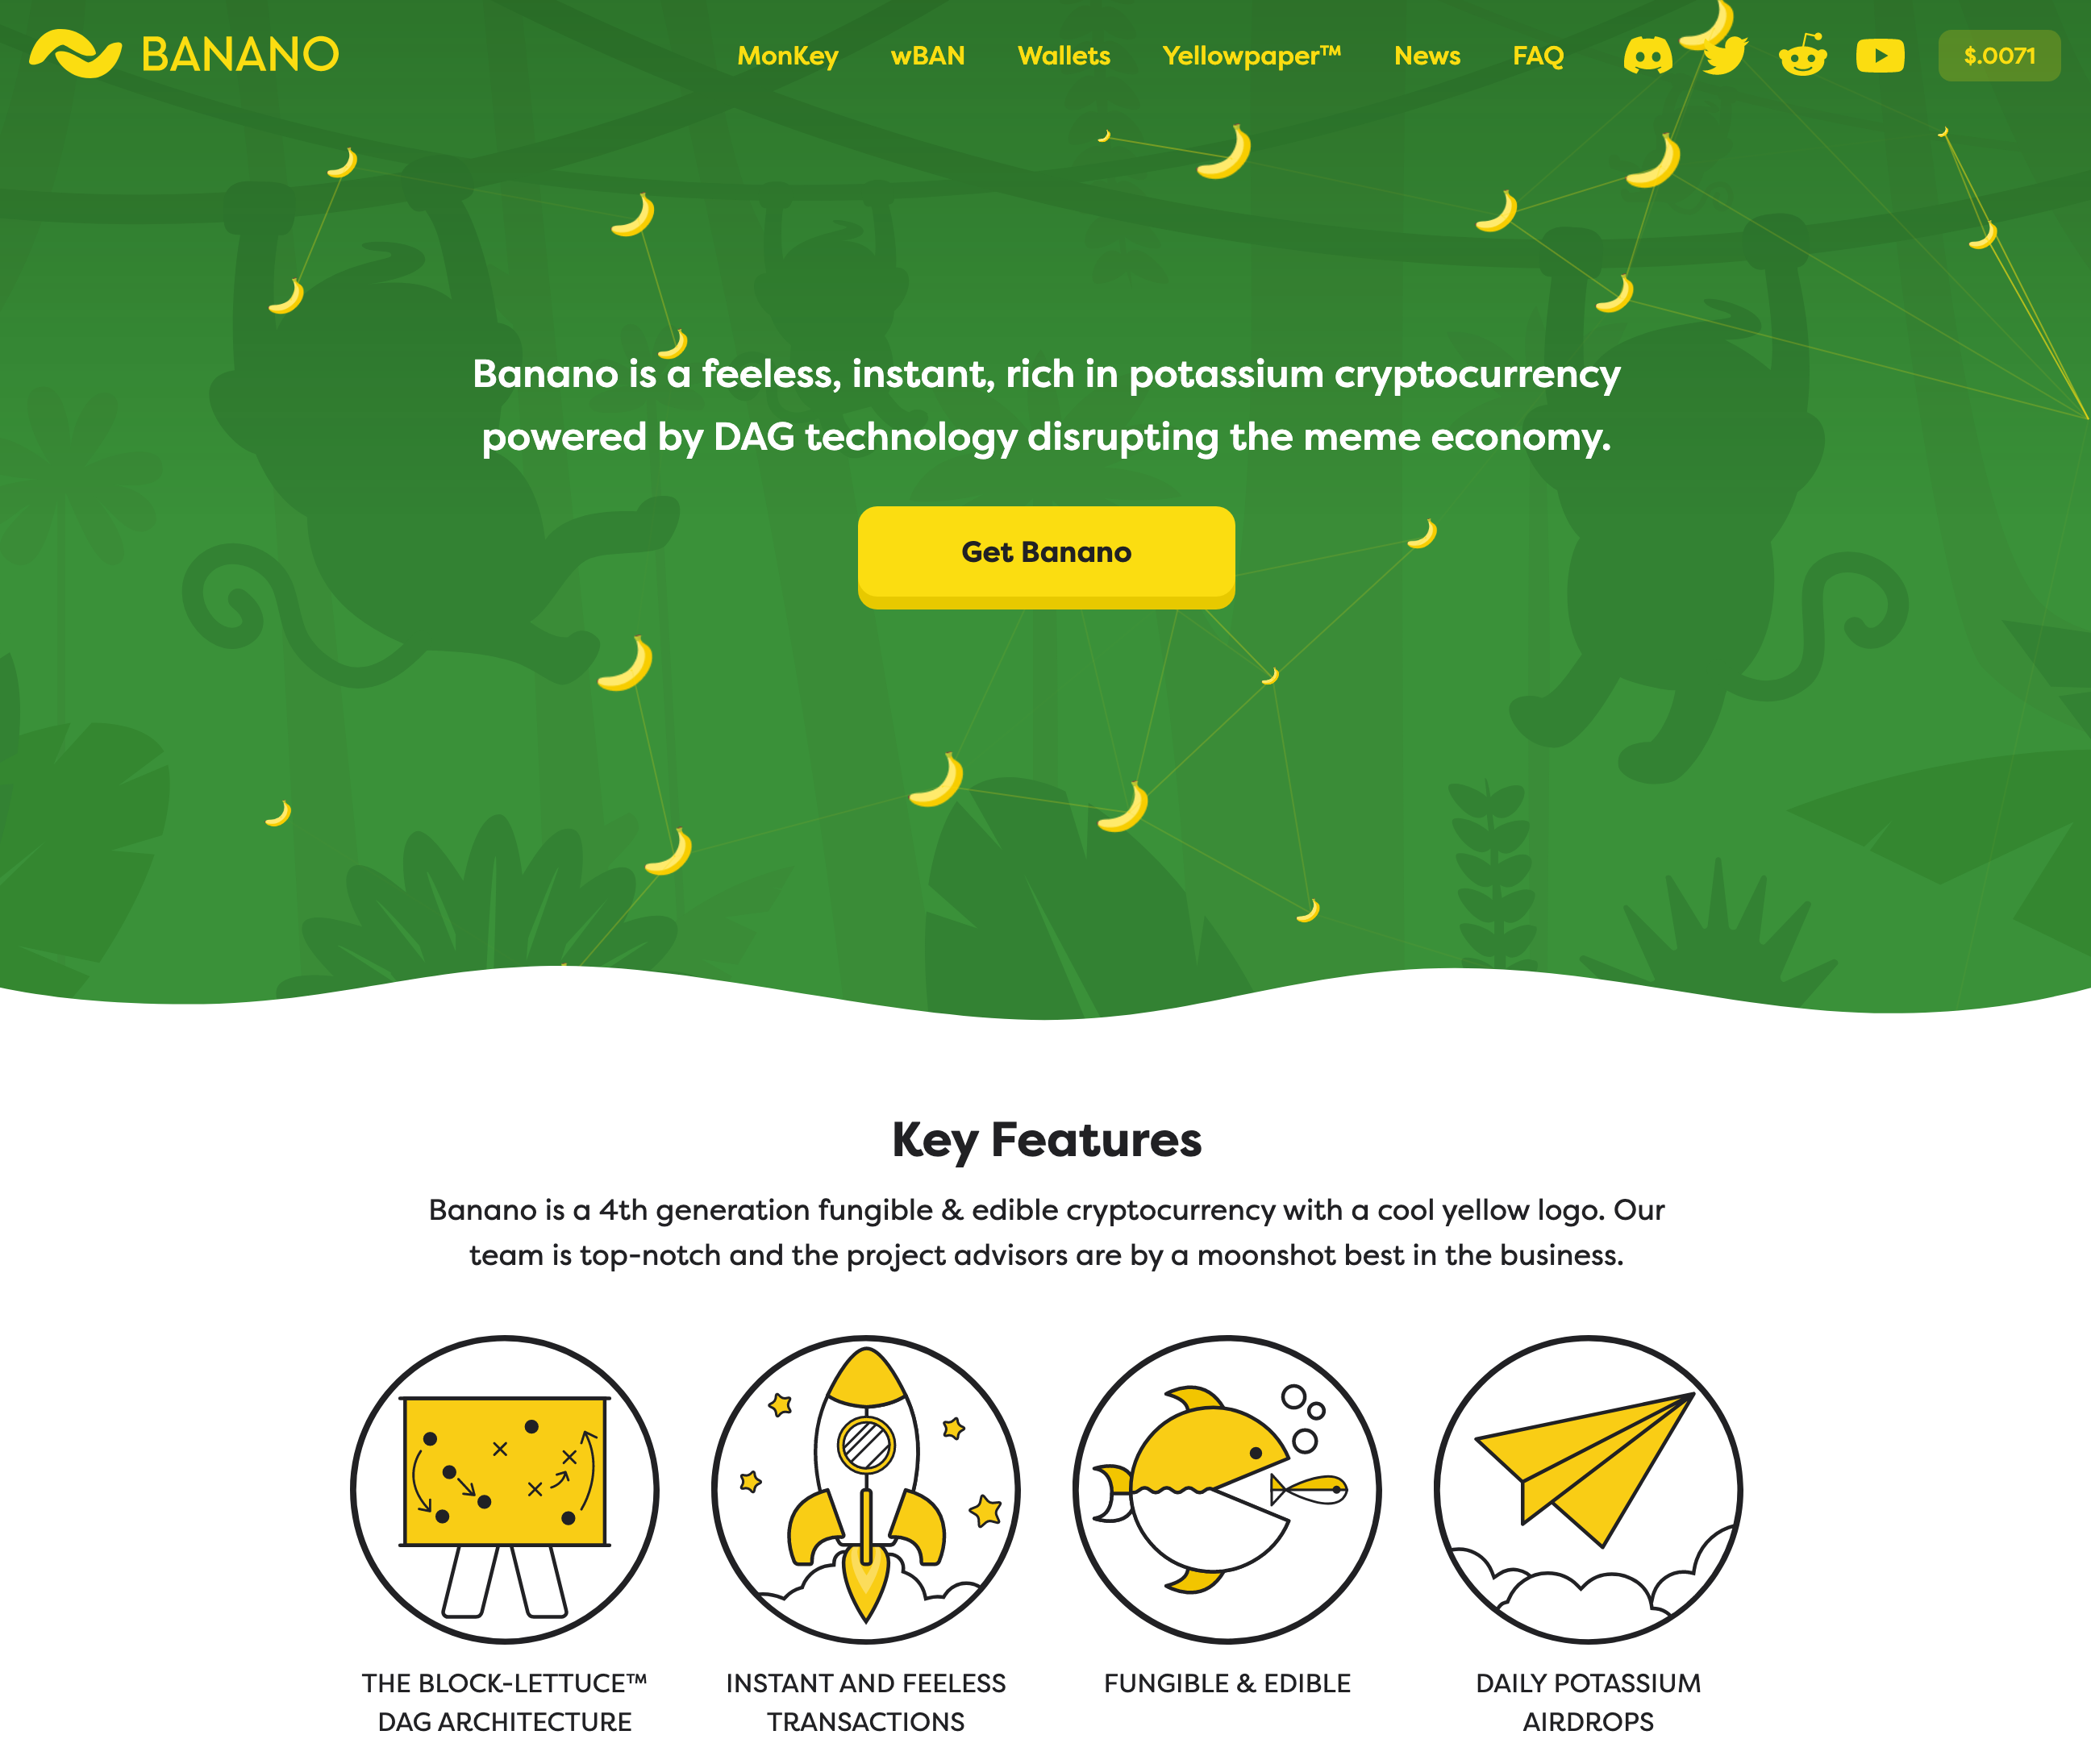 BANANO
MonKey wBAN Wallets Yellowpaper™ News FAQ $.0071
Banano is a feeless, instant, rich in potassium cryptocurrency
powered by DAG technology disrupting the meme economy.
Get Banano
Key Features
Banano is a 4th generation fungible & edible cryptocurrency with a cool yellow logo. Our
team is top-notch and the project advisors are by a moonshot best in the business.
THE BLOCK-LETTUCE™
DAG ARCHITECTURE
INSTANT AND FEELESS
TRANSACTIONS
FUNGIBLE & EDIBLE
DAILY POTASSIUM
AIRDROPS